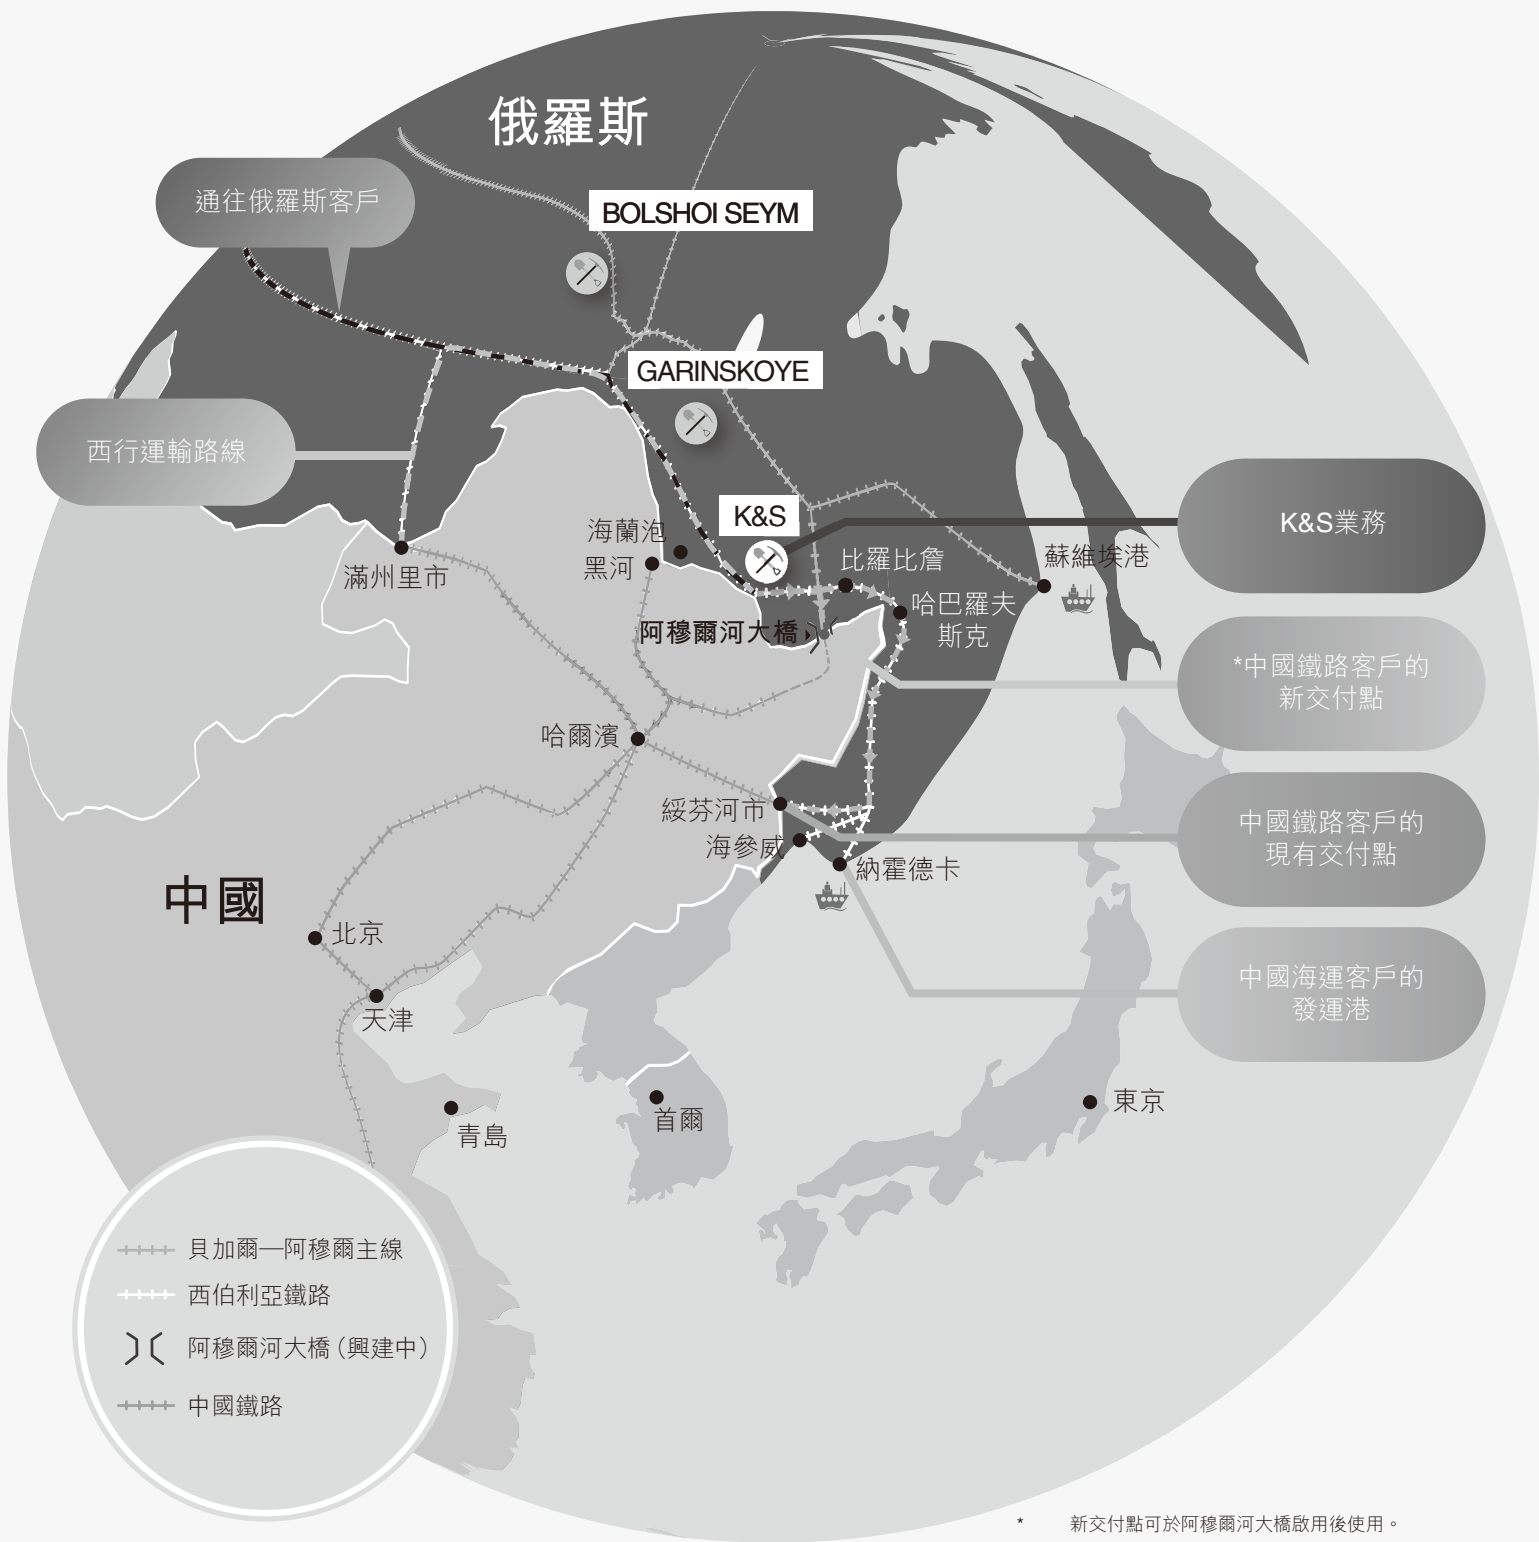 俄羅斯
通往俄羅斯客戶
BOLSHOI SEYM
GARINSKOYE
西行運輸路線
K&S
K&S業務
海蘭泡
黑河
滿州里市
比羅比詹
蘇維埃港
哈巴羅夫
斯克
阿穆爾河大橋
*中國鐵路客戶的
新交付點
哈爾濱
綏芬河市
海參威
納霍德卡
中國鐵路客戶的
現有交付點
中國
北京
天津
中國海運客戶的
發運港
首爾
東京
青島
貝加爾—阿穆爾主線
西伯利亞鐵路
阿穆爾河大橋（興建中）
中國鐵路
* 新交付點可於阿穆爾河大橋啟用後使用。